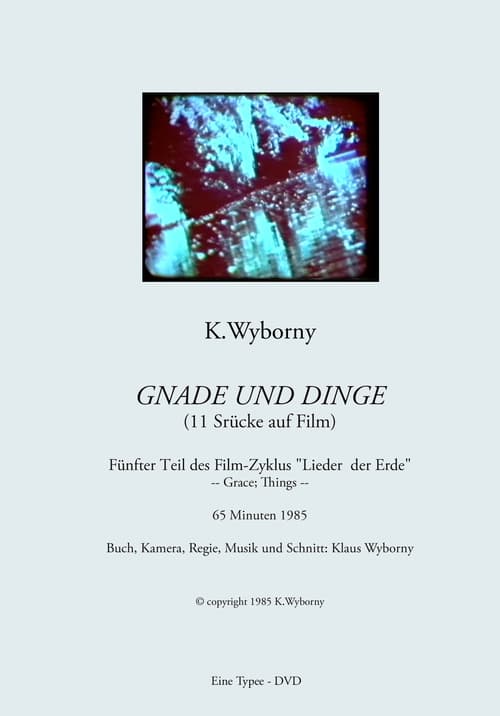 K.Wyborny
GNADE UND DINGE
(11 Srücke auf Film)
Fünfter Teil des Film-Zyklus "Lieder der Erde"
-- Grace; Things --
65 Minuten 1985
Buch, Kamera, Regie, Musik und Schnitt: Klaus Wyborny
© copyright 1985 K.Wyborny
Eine Typee - DVD